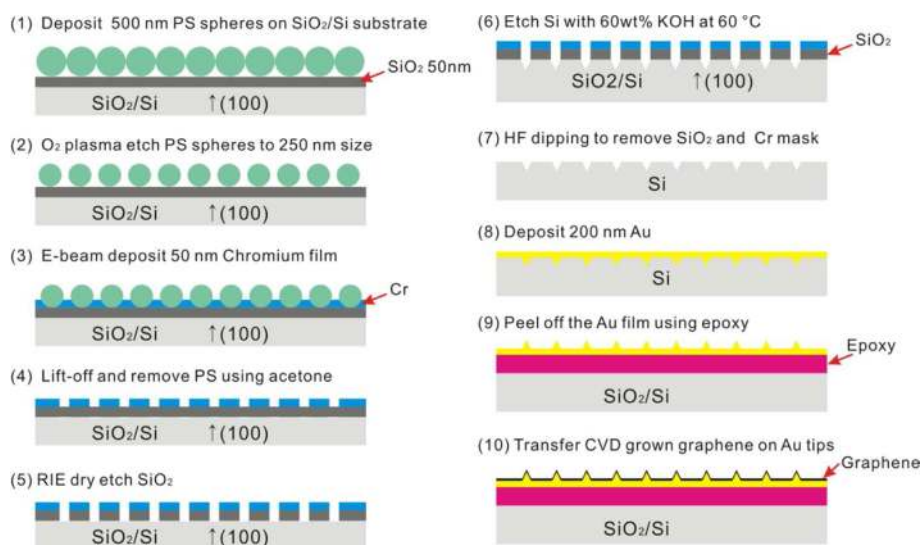 (1) Deposit 500 nm PS spheres on SiO₂/Si substrate
SiO₂ 50nm
SiO₂/Si ↑(100)
(2) O₂ plasma etch PS spheres to 250 nm size
SiO₂/Si ↑(100)
(3) E-beam deposit 50 nm Chromium film
Cr
SiO₂/Si ↑(100)
(4) Lift-off and remove PS using acetone
SiO₂/Si ↑(100)
(5) RIE dry etch SiO₂
SiO₂/Si ↑(100)
(6) Etch Si with 60wt% KOH at 60 °C
SiO₂
SiO2/Si ↑(100)
(7) HF dipping to remove SiO₂ and Cr mask
Si
(8) Deposit 200 nm Au
Si
(9) Peel off the Au film using epoxy
Epoxy
SiO₂/Si
(10) Transfer CVD grown graphene on Au tips
Graphene
SiO₂/Si